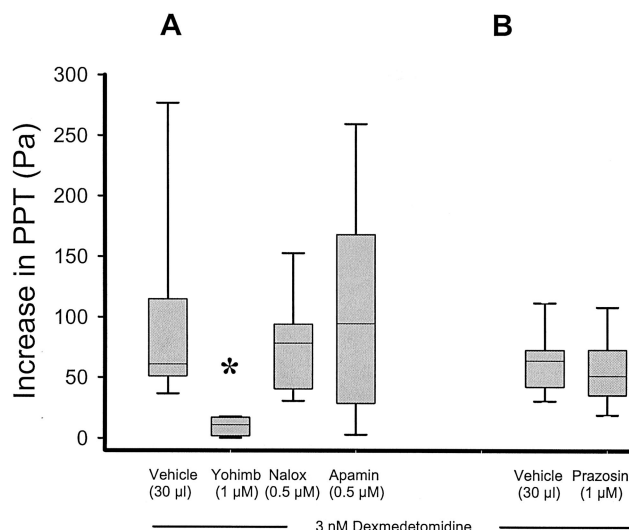 A
B
Increase in PPT (Pa)
300
250
200
150
100
50
0
*
Vehicle Yohimb Nalox Apamin Vehicle Prazosin
(30 µl) (1 µM) (0.5 µM) (0.5 µM) (30 µl) (1 µM)
3 nM Dexmedetomidine